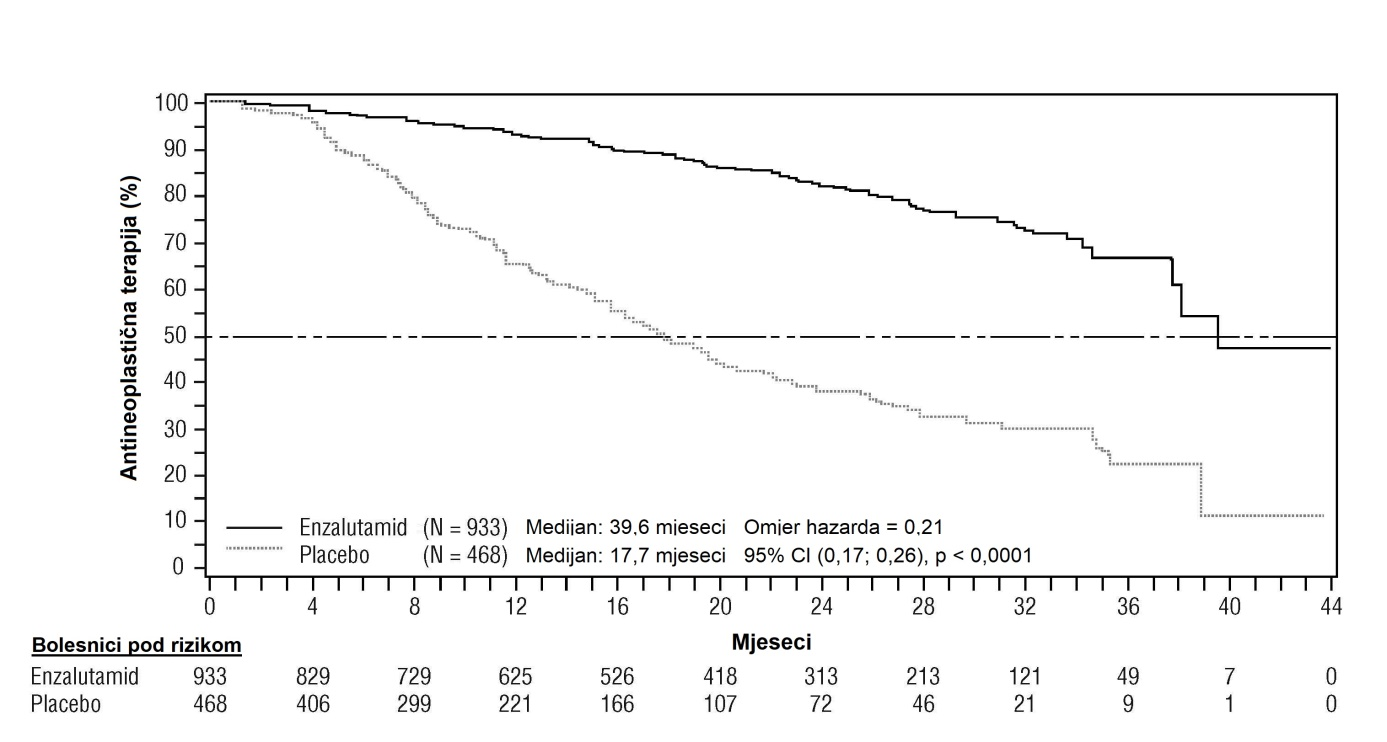 100
90
80
70
60
50
40
30
20
10
0
Antineoplastična terapija (%)
Enzalutamid (N = 933) Medijan: 39,6 mjeseci Omjer hazarda = 0,21
Placebo (N = 468) Medijan: 17,7 mjeseci 95% CI (0,17; 0,26), p < 0,0001
0 4 8 12 16 20 24 28 32 36 40 44
Mjeseci
Bolesnici pod rizikom
Enzalutamid 933 829 729 625 526 418 313 213 121 49 7 0
Placebo 468 406 299 221 166 107 72 46 21 9 1 0